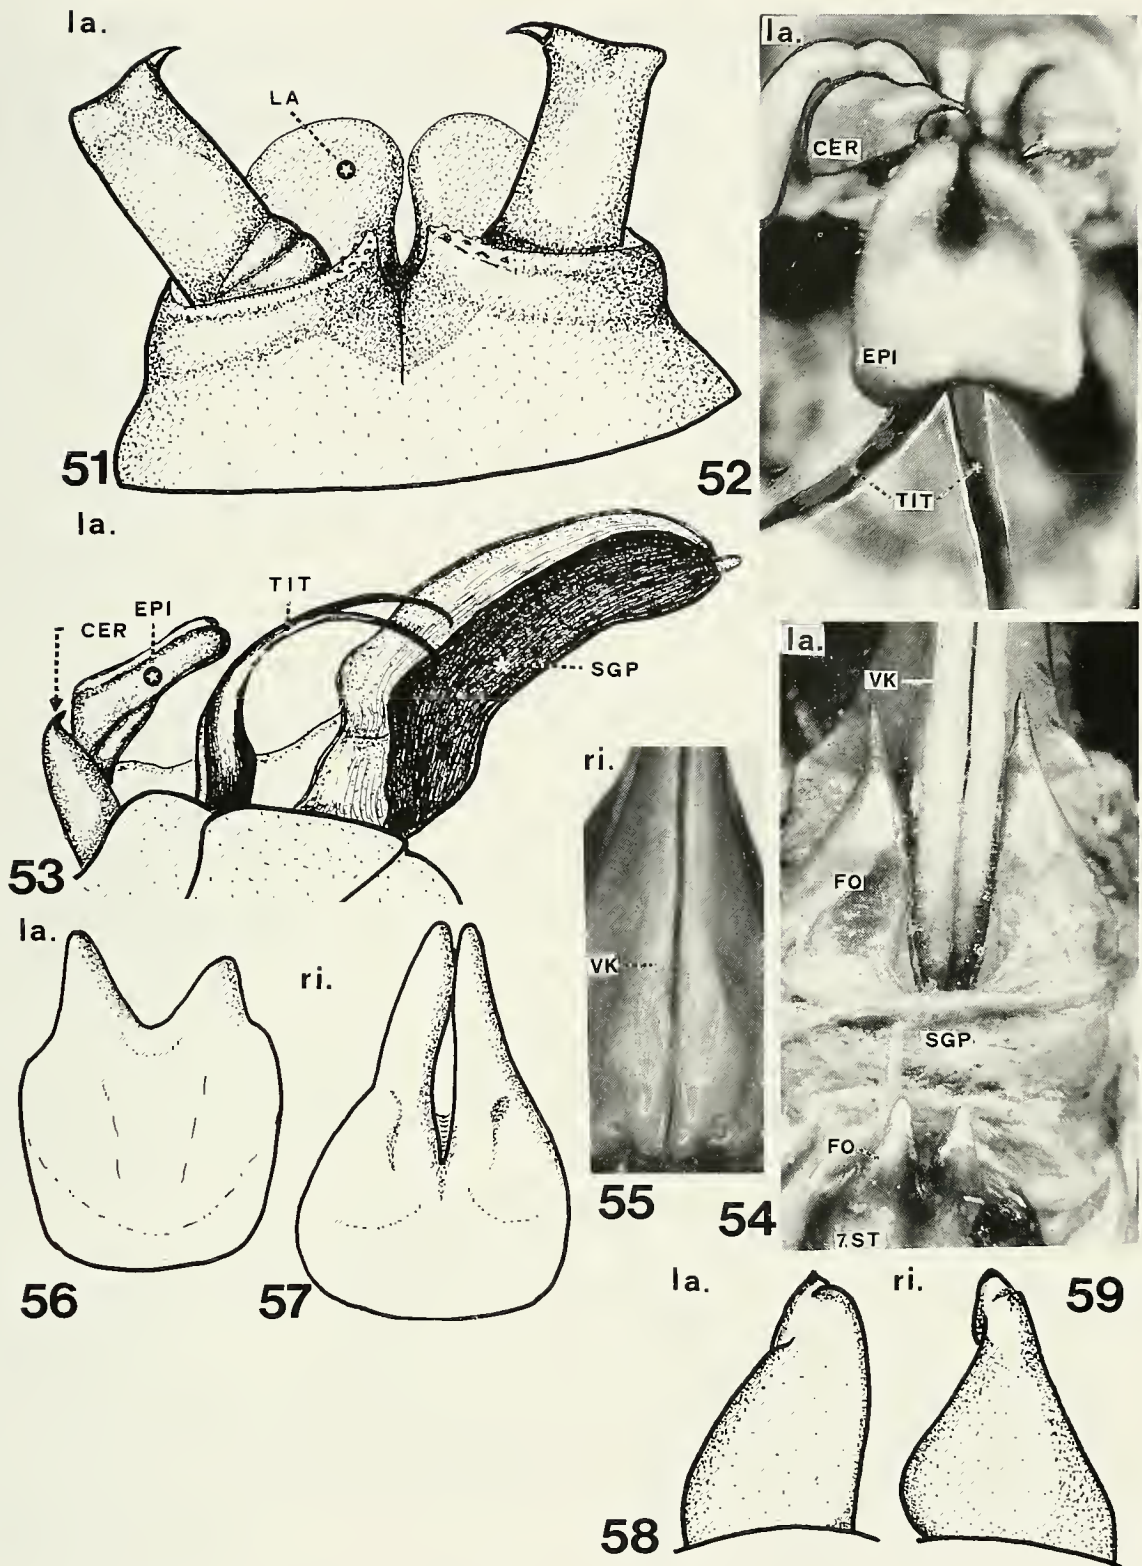 la.
LA
51
la.
CER
EPI
TIT
52
la.
EPI
CER
TIT
SGP
53
la.
VK
FO
SGP
FO
7.ST
54
ri.
VK
55
la.
56
ri.
57
la.
58
ri.
59